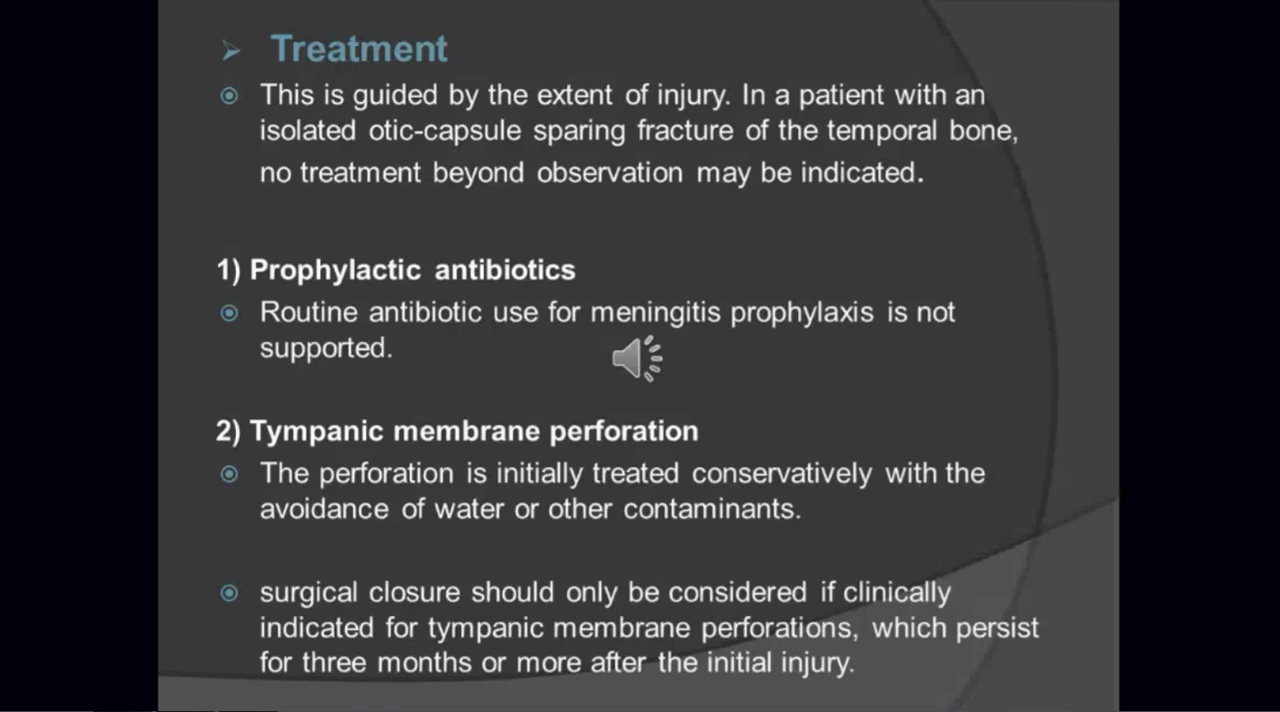 Treatment
This is guided by the extent of injury. In a patient with an
isolated otic-capsule sparing fracture of the temporal bone,
no treatment beyond observation may be indicated.
1) Prophylactic antibiotics
Routine antibiotic use for meningitis prophylaxis is not
supported.
2) Tympanic membrane perforation
The perforation is initially treated conservatively with the
avoidance of water or other contaminants.
surgical closure should only be considered if clinically
indicated for tympanic membrane perforations, which persist
for three months or more after the initial injury.